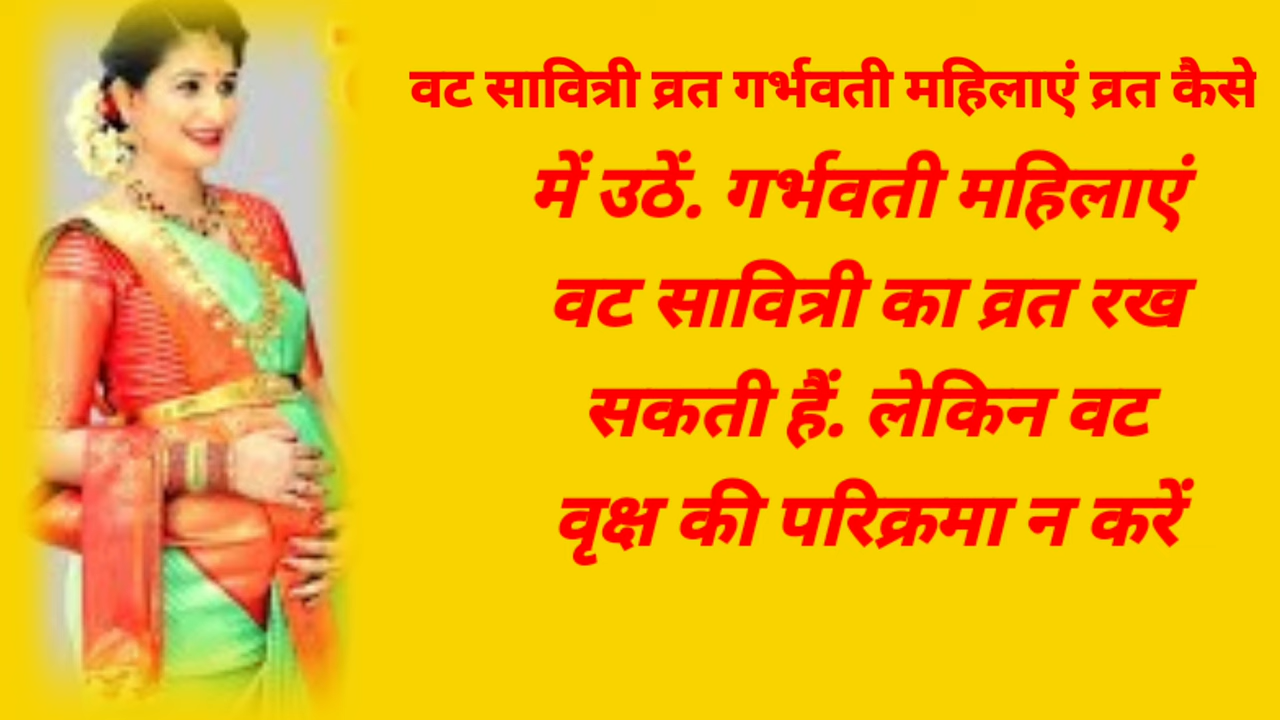 वट सावित्री व्रत गर्भवती महिलाएं व्रत कैसे
में उठें. गर्भवती महिलाएं
वट सावित्री का व्रत रख
सकती हैं. लेकिन वट
वृक्ष की परिक्रमा न करें